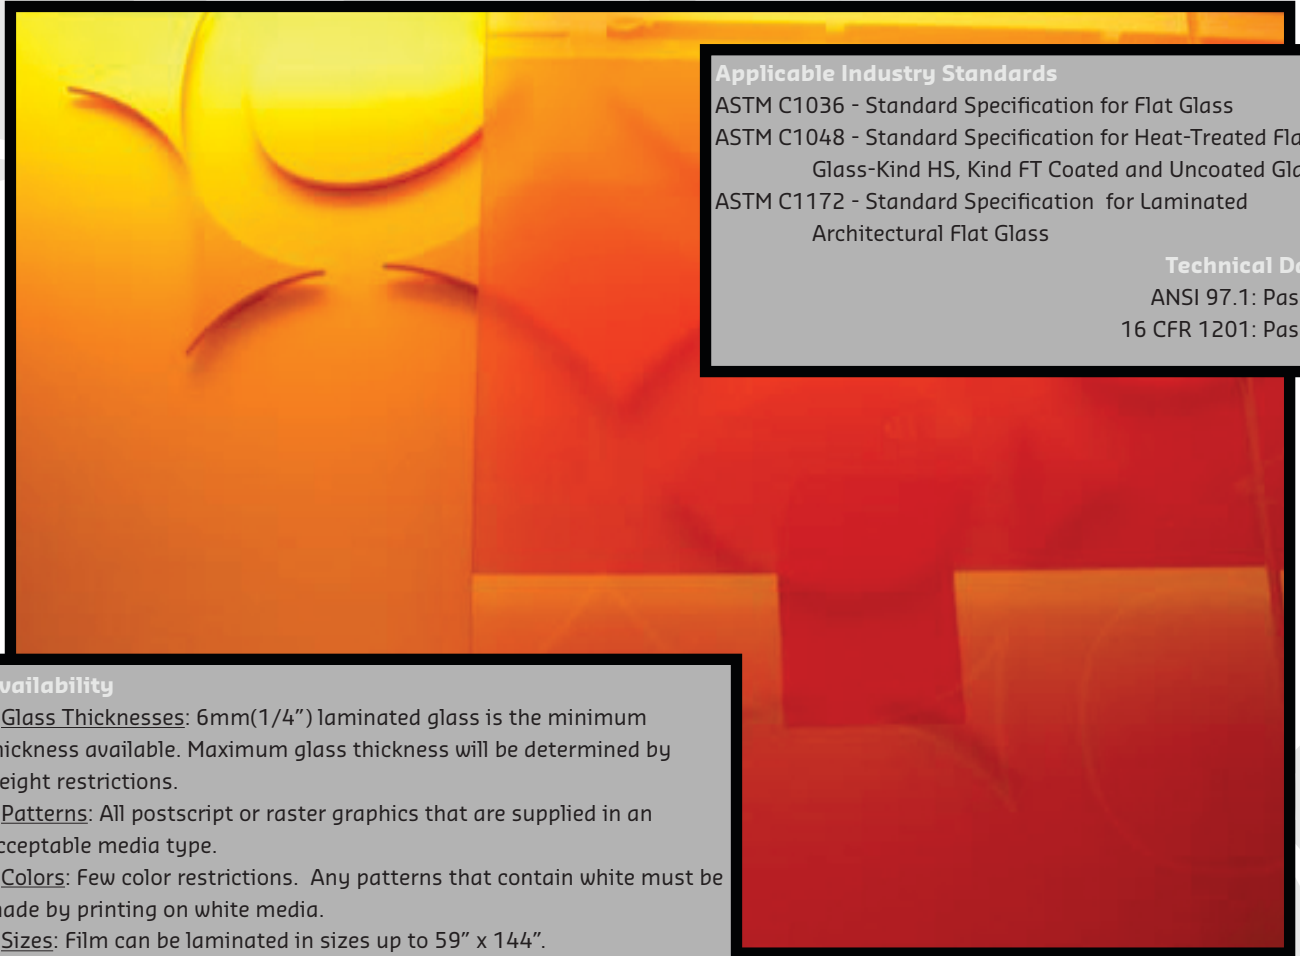 Applicable Industry Standards
ASTM C1036 - Standard Specification for Flat Glass
ASTM C1048 - Standard Specification for Heat-Treated
Glass-Kind HS, Kind FT Coated and Uncoated
ASTM C1172 - Standard Specification for Laminated
Architectural Flat Glass
Technical
ANSI 97.1:
16 CFR 1201:
vailability
Glass Thicknesses: 6mm(1/4”) laminated glass is the minimum
ickness available. Maximum glass thickness will be determined by
eight restrictions.
Patterns: All postscript or raster graphics that are supplied in an
cceptable media type.
Colors: Few color restrictions. Any patterns that contain white must be
ade by printing on white media.
Sizes: Film can be laminated in sizes up to 59” x 144”.